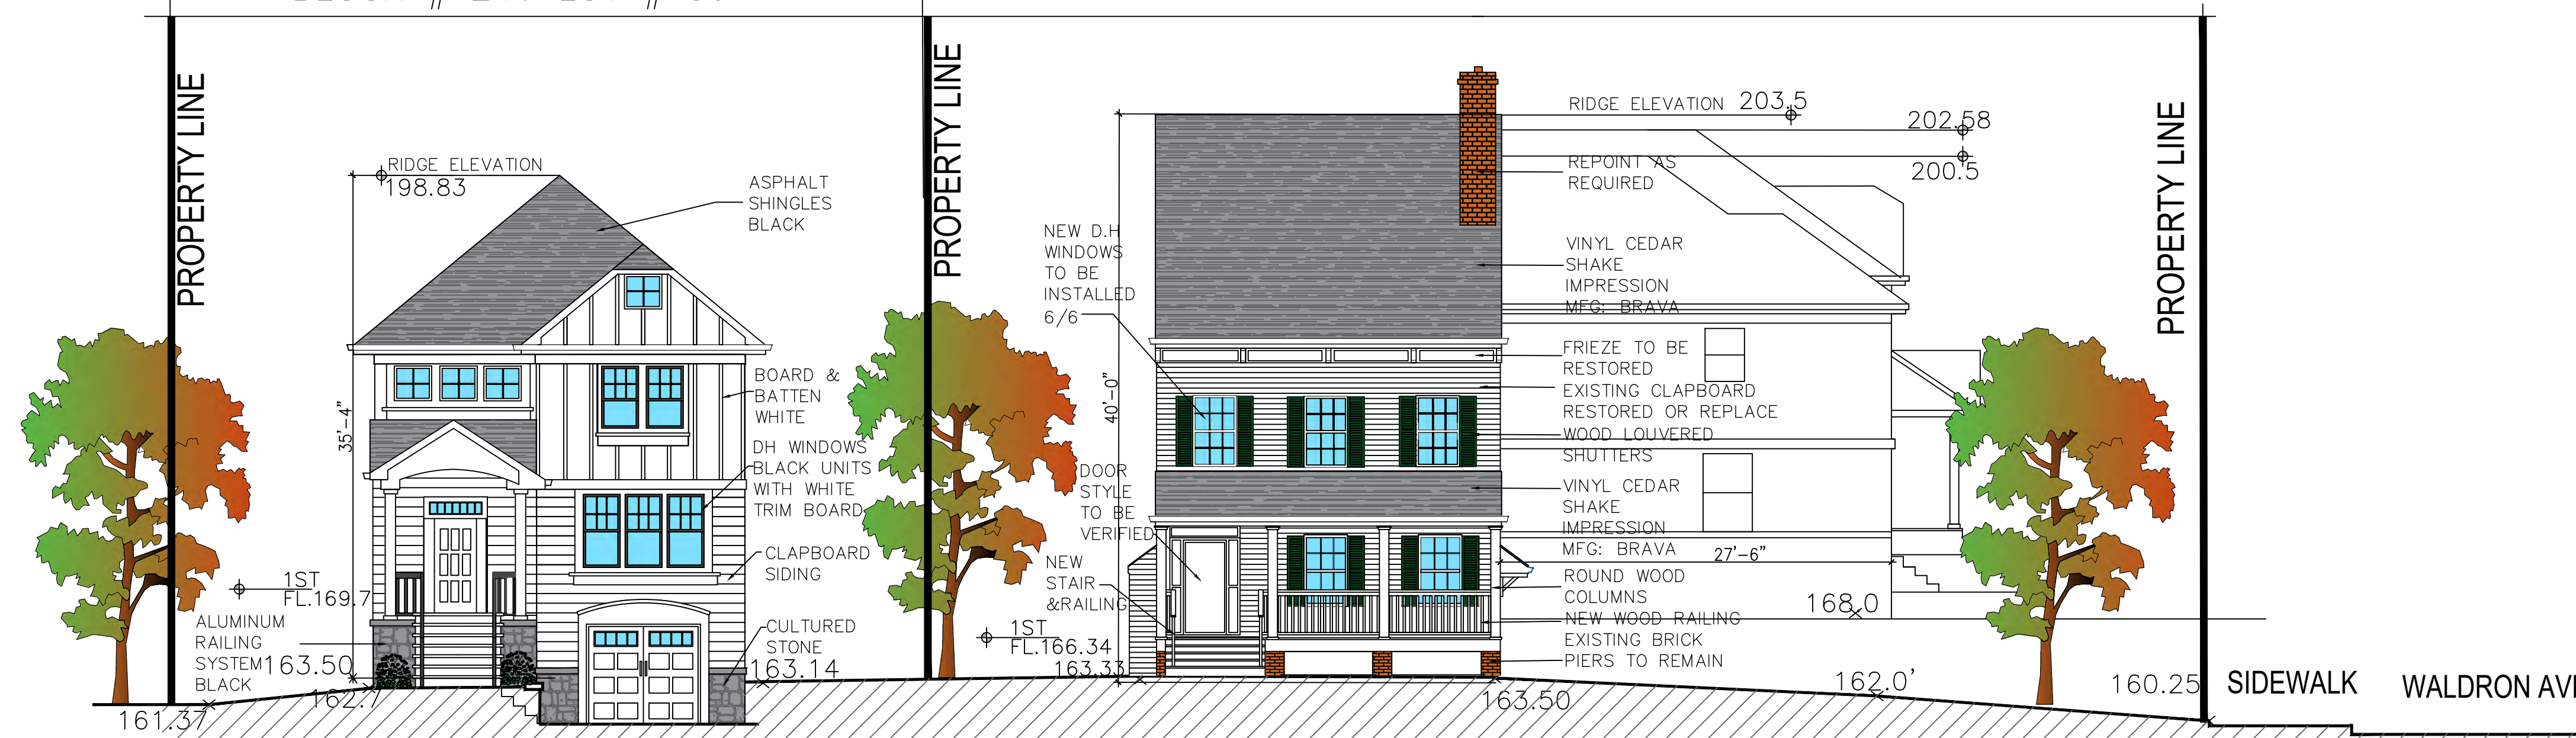 PROPERTY LINE
RIDGE ELEVATION
198.83
ASPHALT
SHINGLES
BLACK
35'-4"
BOARD &
BATTEN
WHITE
DH WINDOWS
BLACK UNITS
WITH WHITE
TRIM BOARD
CLAPBOARD
SIDING
1ST
FL.169.7
ALUMINUM
RAILING
SYSTEM
BLACK
163.50
162.7
161.37
CULTURED
STONE
163.14
PROPERTY LINE
NEW D.H
WINDOWS
TO BE
INSTALLED
6/6
40'-0"
DOOR
STYLE
TO BE
VERIFIED
NEW
STAIR
&RAILING
1ST
FL.166.34
163.33
RIDGE ELEVATION 203.5
202.58
200.5
REPOINT AS
REQUIRED
VINYL CEDAR
SHAKE
IMPRESSION
MFG: BRAVA
FRIEZE TO BE
RESTORED
EXISTING CLAPBOARD
RESTORED OR REPLACE
WOOD LOUVERED
SHUTTERS
VINYL CEDAR
SHAKE
IMPRESSION
MFG: BRAVA
27'-6"
ROUND WOOD
COLUMNS
NEW WOOD RAILING
EXISTING BRICK
PIERS TO REMAIN
168.0
163.50
162.0'
160.25
PROPERTY LINE
SIDEWALK
WALDRON AV